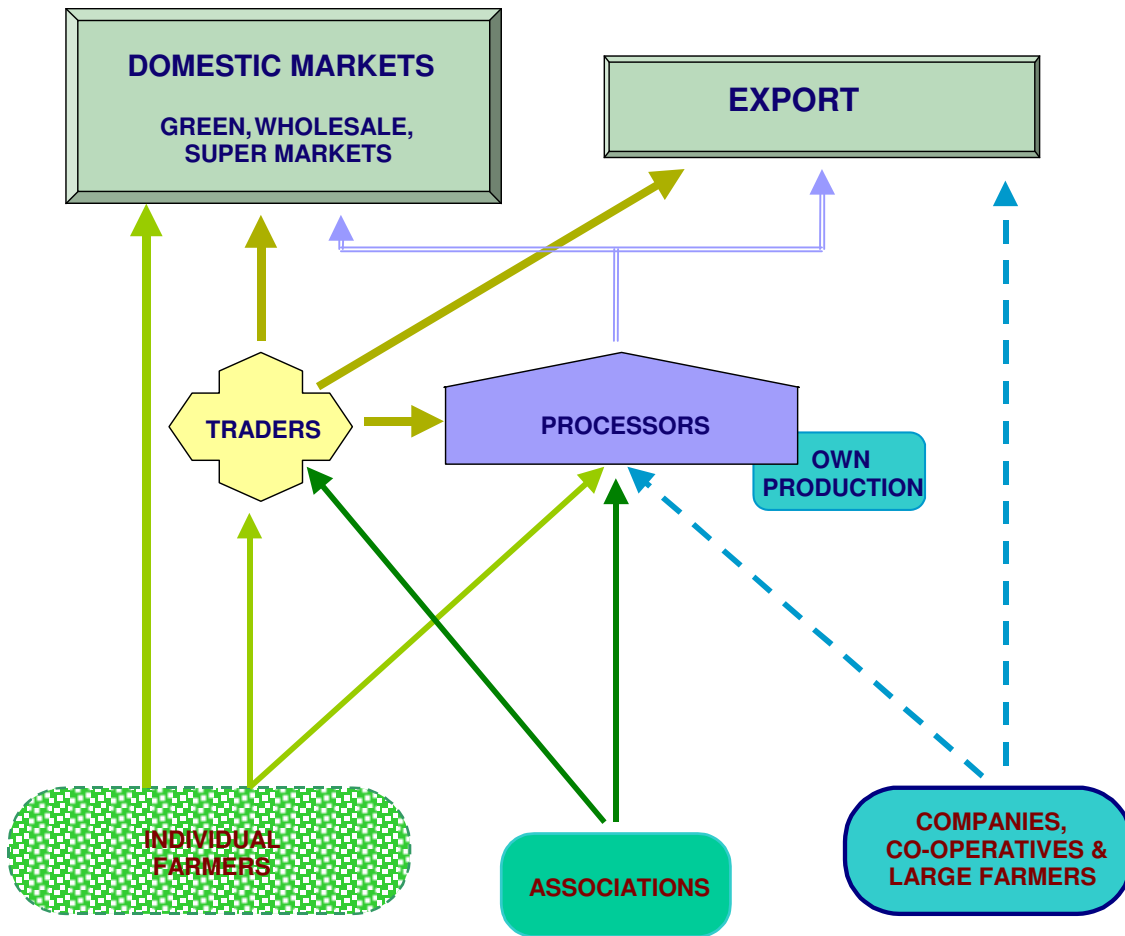 DOMESTIC MARKETS
GREEN, WHOLESALE,
SUPER MARKETS
EXPORT
TRADERS
PROCESSORS
OWN
PRODUCTION
INDIVIDUAL
FARMERS
ASSOCIATIONS
COMPANIES,
CO-OPERATIVES &
LARGE FARMERS